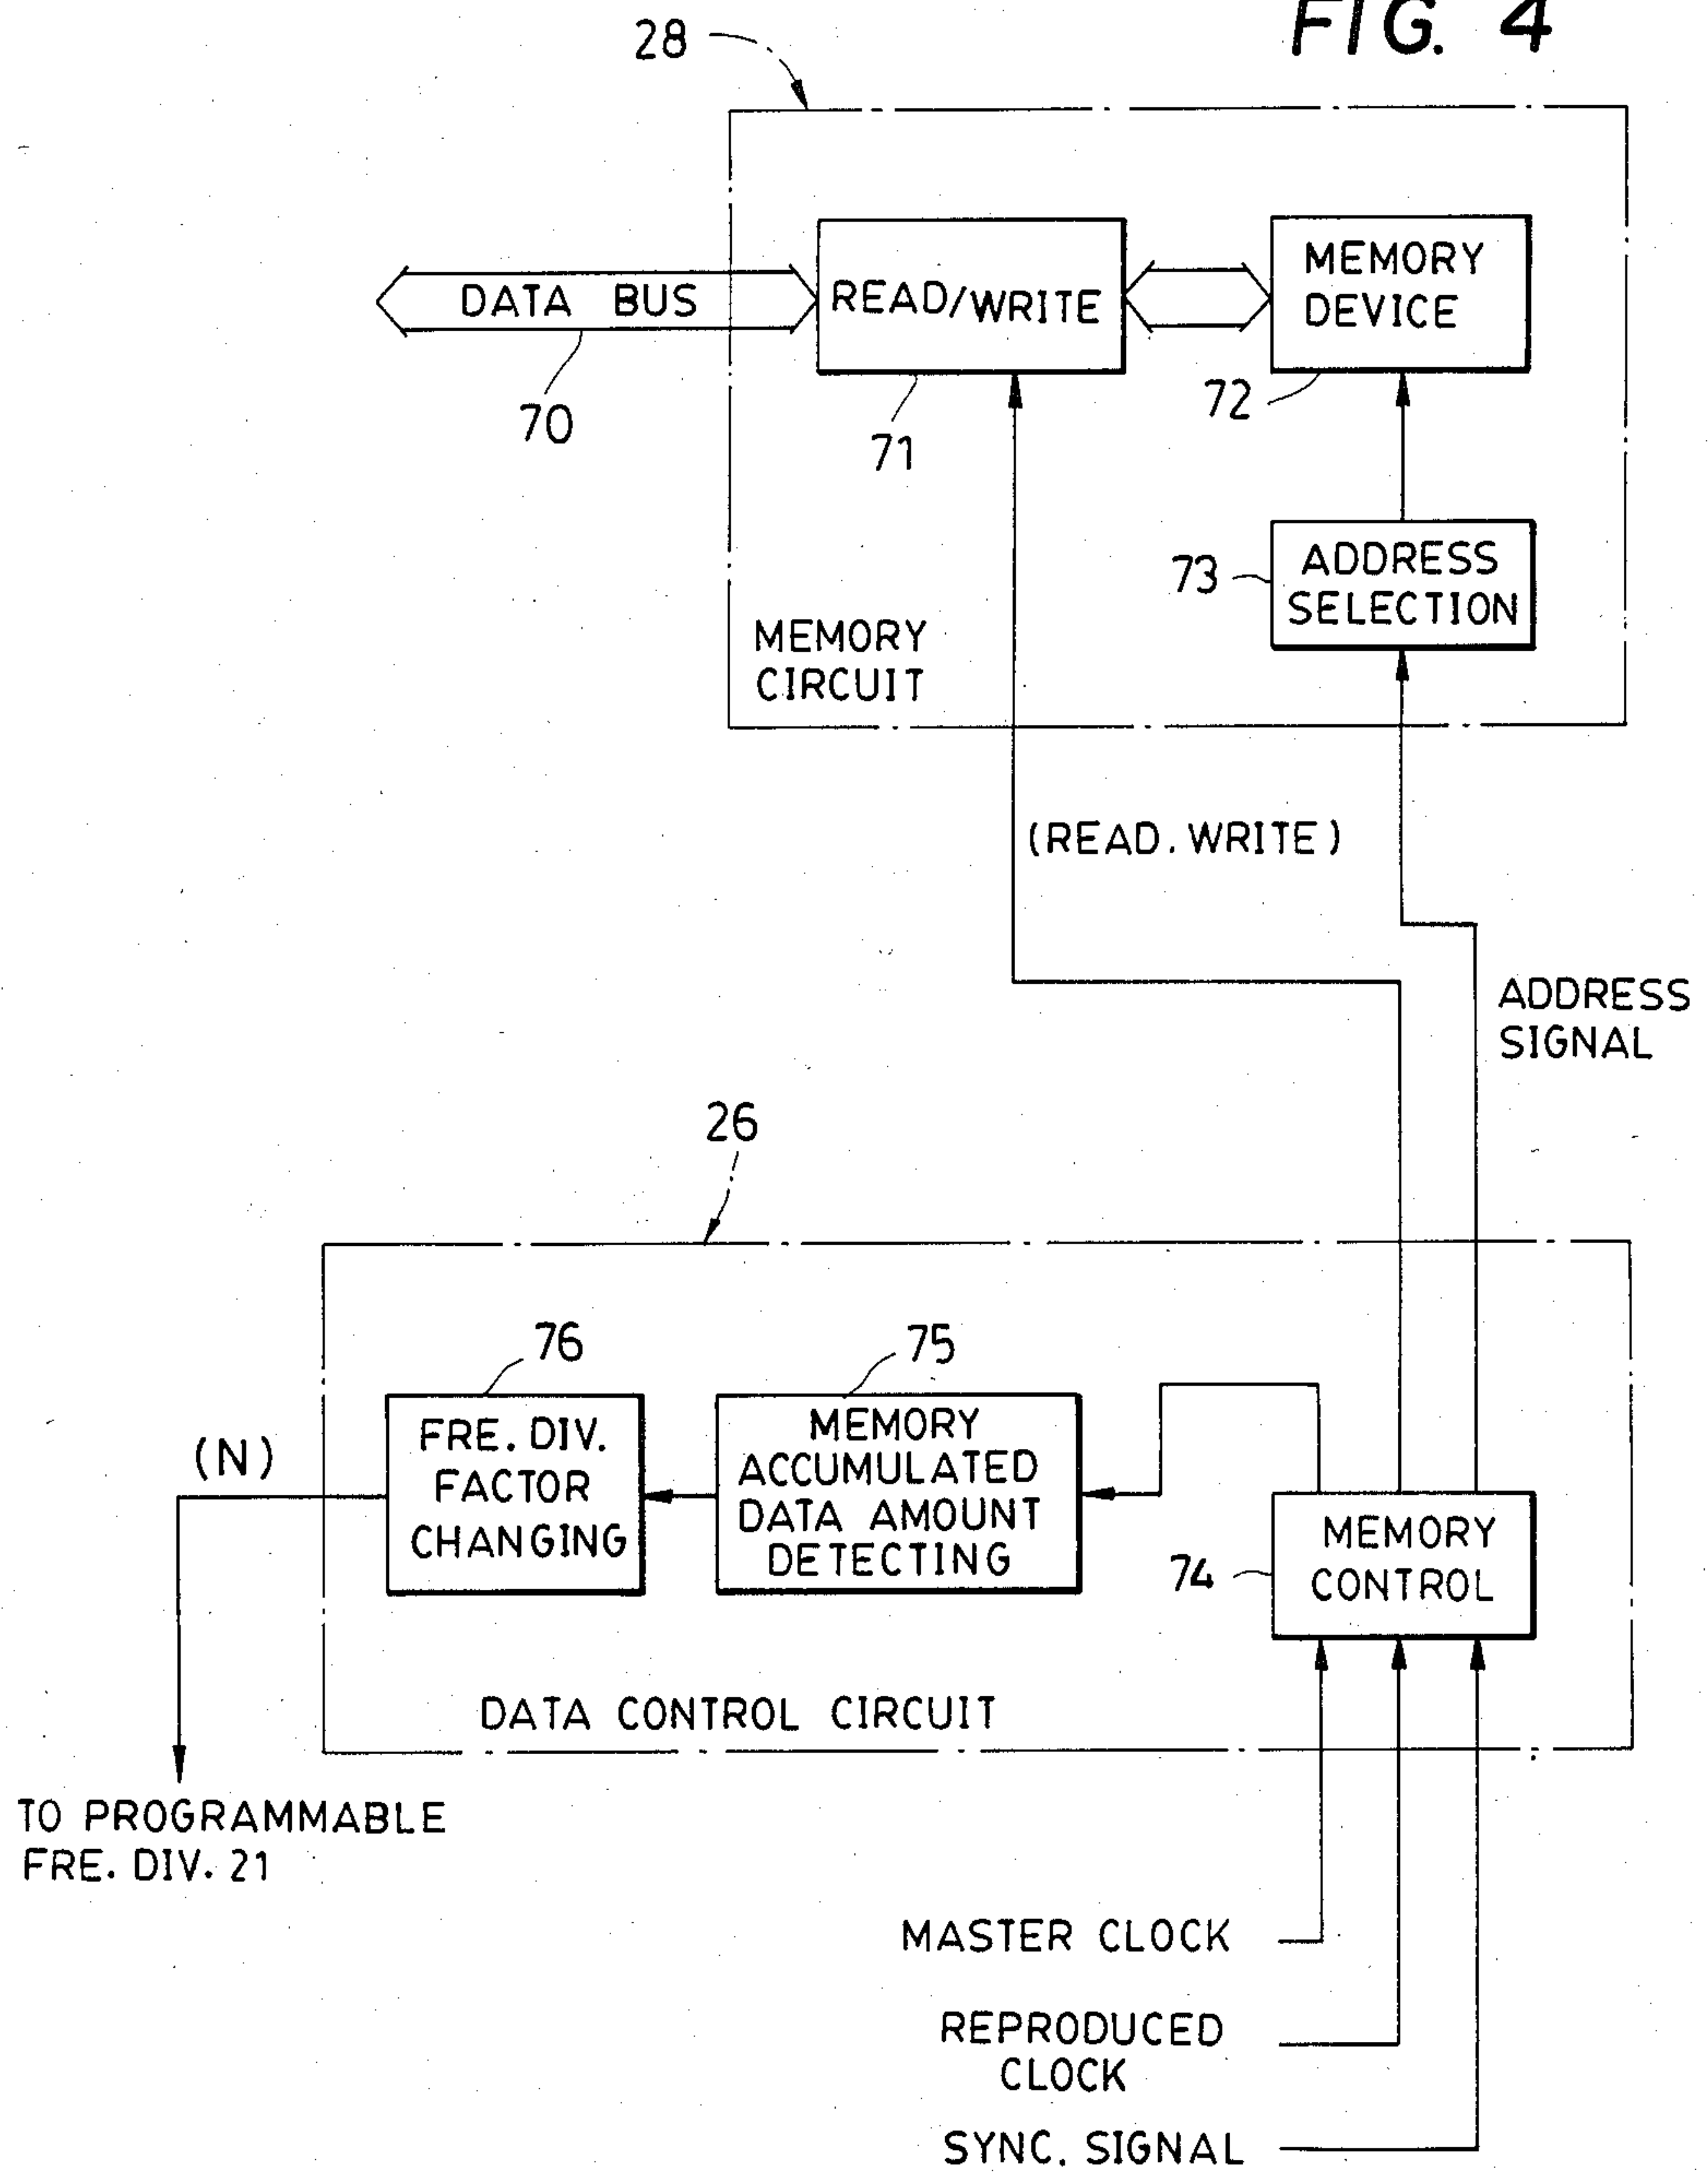 FIG. 4
28
DATA BUS
READ/WRITE
MEMORY
DEVICE
70
71
72
73
ADDRESS
SELECTION
MEMORY
CIRCUIT
(READ. WRITE)
ADDRESS
SIGNAL
26
76
75
(N)
FRE. DIV.
FACTOR
CHANGING
MEMORY
ACCUMULATED
DATA AMOUNT
DETECTING
74
MEMORY
CONTROL
DATA CONTROL CIRCUIT
TO PROGRAMMABLE
FRE. DIV. 21
MASTER CLOCK
REPRODUCED
CLOCK
SYNC. SIGNAL